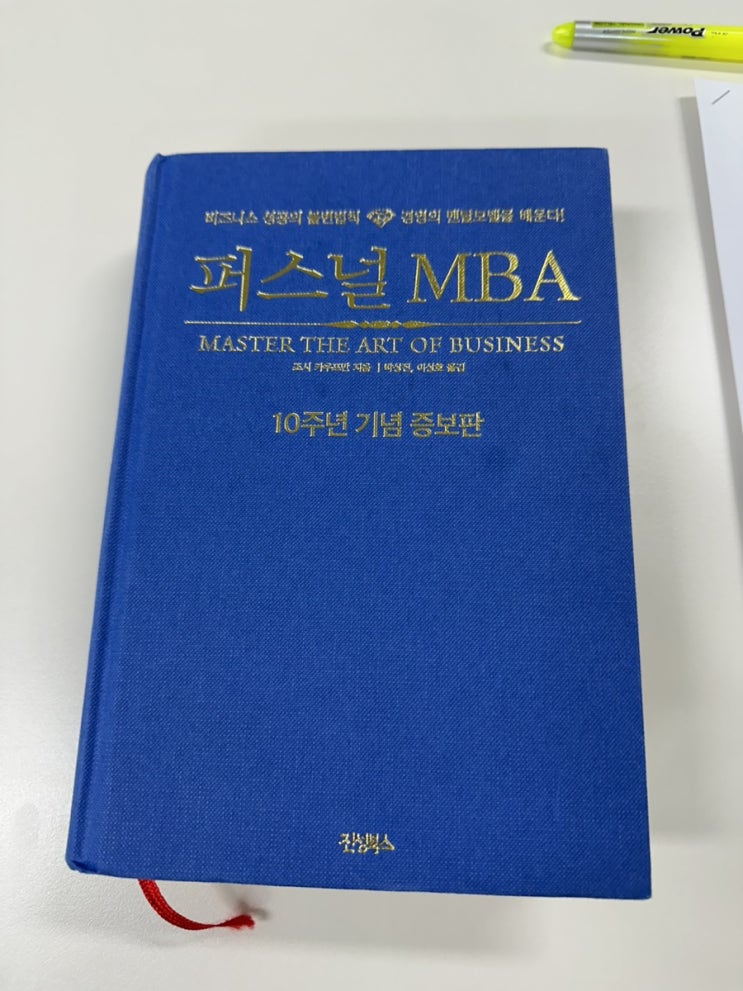 Power
비즈니스 성공의 불변법칙 경영의 멘탈모델을 배운다!
퍼스널 MBA
MASTER THE ART OF BUSINESS
조시 카우프만 지음 | 박상진, 이상호 옮김
10주년 기념 증보판
진성북스